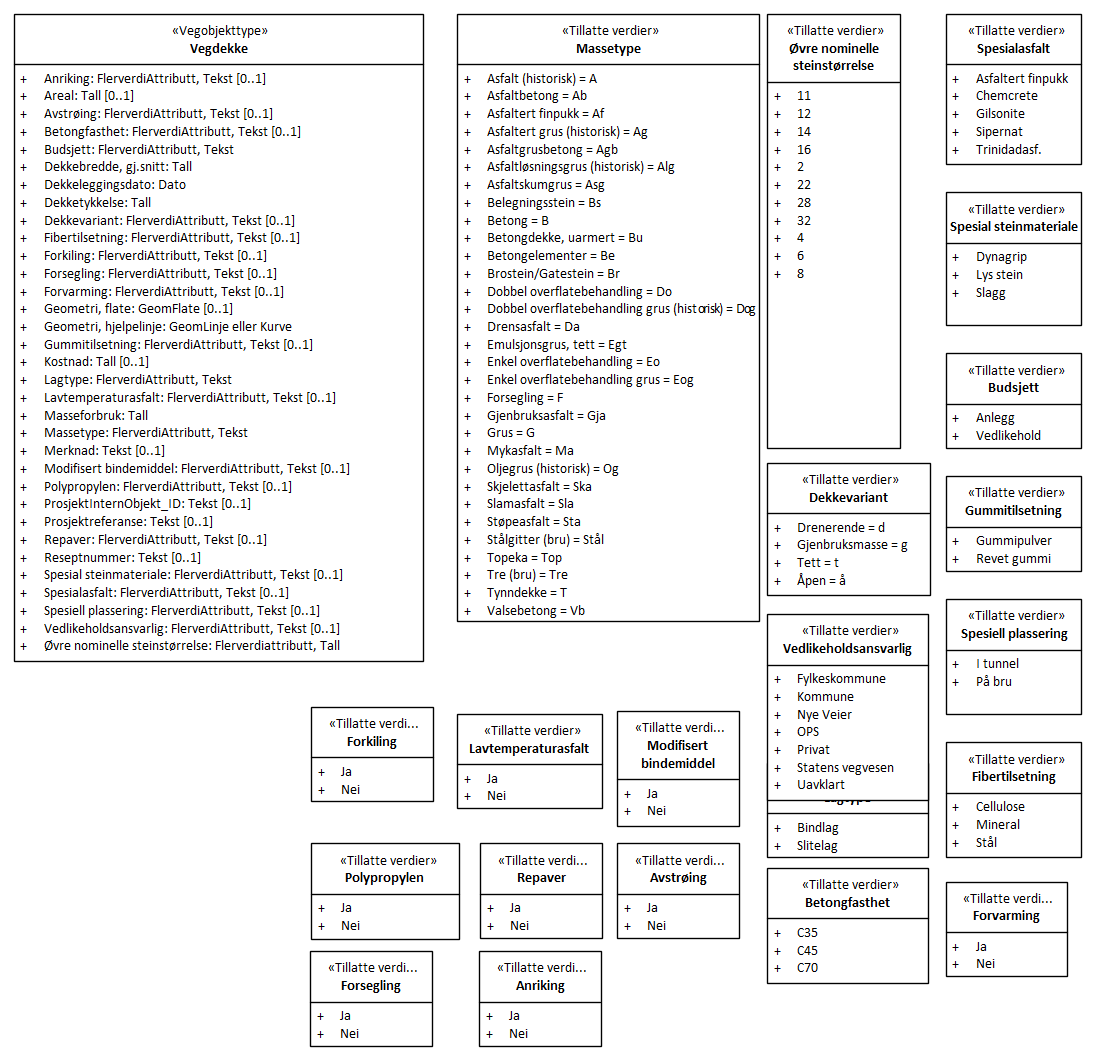 «Vegobjekttype»
Vegdekke
+ Anriking: FlerverdiAttributt, Tekst [0..1]
+ Areal: Tall [0..1]
+ Avstrøing: FlerverdiAttributt, Tekst [0..1]
+ Betongfasthet: FlerverdiAttributt, Tekst [0..1]
+ Budsjett: FlerverdiAttributt, Tekst
+ Dekkebredde, gj.snitt: Tall
+ Dekkeleggingsdato: Dato
+ Dekketykkelse: Tall
+ Dekkevariant: FlerverdiAttributt, Tekst [0..1]
+ Fibertilsetning: FlerverdiAttributt, Tekst [0..1]
+ Forkiling: FlerverdiAttributt, Tekst [0..1]
+ Forsegling: FlerverdiAttributt, Tekst [0..1]
+ Forvarming: FlerverdiAttributt, Tekst [0..1]
+ Geometri, flate: GeomFlate [0..1]
+ Geometri, hjelpelinje: GeomLinje eller Kurve
+ Gummitilsetning: FlerverdiAttributt, Tekst [0..1]
+ Kostnad: Tall [0..1]
+ Lagtype: FlerverdiAttributt, Tekst
+ Lavtemperaturasfalt: FlerverdiAttributt, Tekst [0..1]
+ Masseforbruk: Tall
+ Massetype: FlerverdiAttributt, Tekst
+ Merknad: Tekst [0..1]
+ Modifisert bindemiddel: FlerverdiAttributt, Tekst [0..1]
+ Polypropylen: FlerverdiAttributt, Tekst [0..1]
+ ProsjektInternObjekt_ID: Tekst [0..1]
+ Prosjektreferanse: Tekst [0..1]
+ Repaver: FlerverdiAttributt, Tekst [0..1]
+ Reseptnummer: Tekst [0..1]
+ Spesial steinmateriale: FlerverdiAttributt, Tekst [0..1]
+ Spesialasfalt: FlerverdiAttributt, Tekst [0..1]
+ Spesiell plassering: FlerverdiAttributt, Tekst [0..1]
+ Vedlikeholdsansvarlig: FlerverdiAttributt, Tekst [0..1]
+ Øvre nominelle steinstørrelse: Flerverdiattributt, Tall
«Tillatte verdier»
Massetype
+ Asfalt (historisk) = A
+ Asfaltbetong = Ab
+ Asfaltert finpukk = Af
+ Asfaltert grus (historisk) = Ag
+ Asfaltgrusbetong = Agb
+ Asfaltløsningsgrus (historisk) = Alg
+ Asfaltskumgrus = Asg
+ Belegningsstein = Bs
+ Betong = B
+ Betongdekke, uarmert = Bu
+ Betongelementer = Be
+ Brostein/Gatestein = Br
+ Dobbel overflatebehandling = Do
+ Dobbel overflatebehandling grus (historisk) = Dog
+ Drensasfalt = Da
+ Emulsjonsgrus, tett = Egt
+ Enkel overflatebehandling = Eo
+ Enkel overflatebehandling grus = Eog
+ Forsegling = F
+ Gjenbruksasfalt = Gja
+ Grus = G
+ Mykasfalt = Ma
+ Oljegrus (historisk) = Og
+ Skjelettasfalt = Ska
+ Slamasfalt = Sla
+ Støpeasfalt = Sta
+ Stålgitter (bru) = Stål
+ Topeka = Top
+ Tre (bru) = Tre
+ Tynndekke = T
+ Valsebetong = Vb
«Tillatte verdier»
Øvre nominelle
steinstørrelse
+ 11
+ 12
+ 14
+ 16
+ 2
+ 22
+ 28
+ 32
+ 4
+ 6
+ 8
«Tillatte verdier»
Spesialasfalt
+ Asfaltert finpukk
+ Chemcrete
+ Gilsonite
+ Sipernat
+ Trinidadasf.
«Tillatte verdier»
Spesial steinmateriale
+ Dynagrip
+ Lys stein
+ Slagg
«Tillatte verdier»
Budsjett
+ Anlegg
+ Vedlikehold
«Tillatte verdier»
Dekkevariant
+ Drenerende = d
+ Gjenbruksmasse = g
+ Tett = t
+ Åpen = å
«Tillatte verdier»
Gummitilsetning
+ Gummipulver
+ Revet gummi
«Tillatte verdier»
Vedlikeholdsansvarlig
+ Fylkeskommune
+ Kommune
+ Nye Veier
+ OPS
+ Privat
+ Statens vegvesen
+ Uavklart
+ Bindlag
+ Slitelag
«Tillatte verdier»
Spesiell plassering
+ I tunnel
+ På bru
«Tillatte verdi...
Forkiling
+ Ja
+ Nei
«Tillatte verdier»
Lavtemperaturasfalt
+ Ja
+ Nei
«Tillatte verdi...
Modifisert
bindemiddel
+ Ja
+ Nei
«Tillatte verdier»
Fibertilsetning
+ Cellulose
+ Mineral
+ Stål
«Tillatte verdier»
Polypropylen
+ Ja
+ Nei
«Tillatte verdi...
Repaver
+ Ja
+ Nei
«Tillatte verdi...
Avstrøing
+ Ja
+ Nei
«Tillatte verdier»
Betongfasthet
+ C35
+ C45
+ C70
«Tillatte verdi...
Forvarming
+ Ja
+ Nei
«Tillatte verdi...
Forsegling
+ Ja
+ Nei
«Tillatte verdi...
Anriking
+ Ja
+ Nei